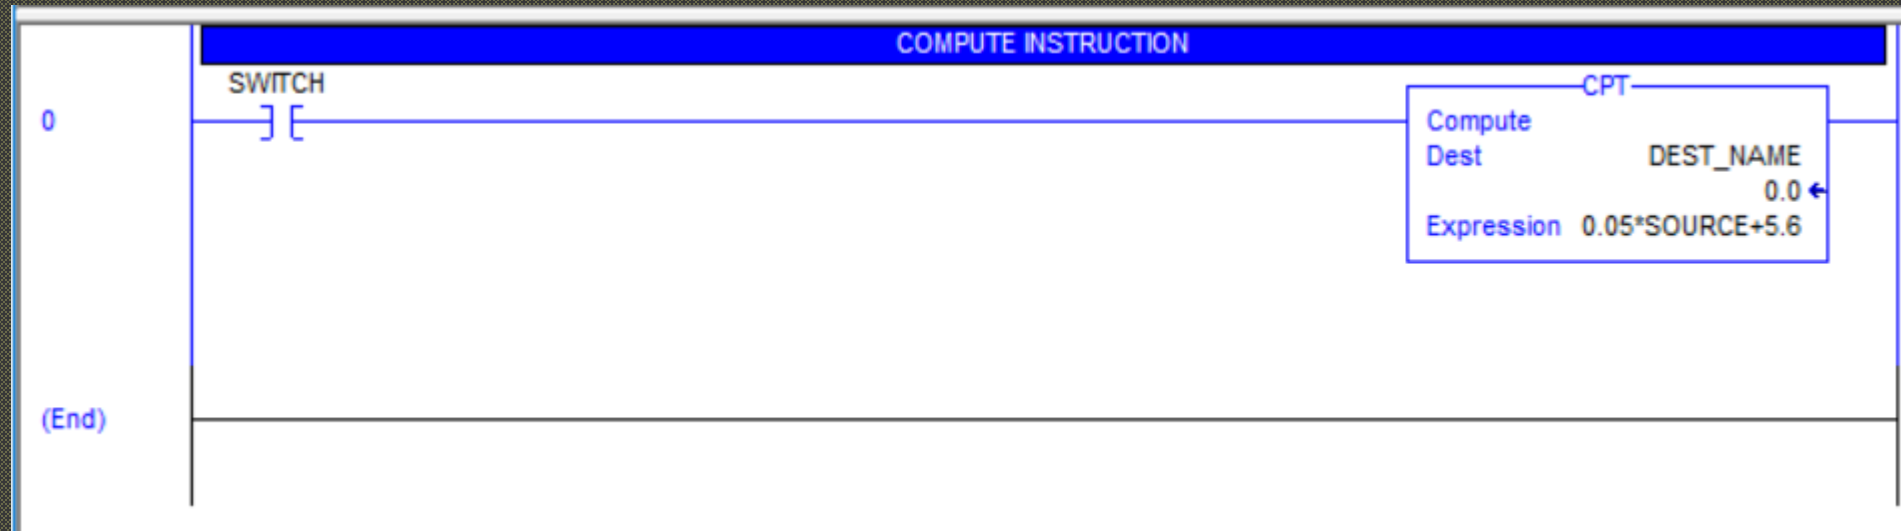 COMPUTE INSTRUCTION
SWITCH
0
CPT
Compute
Dest DEST_NAME
0.0
Expression 0.05*SOURCE+5.6
(End)